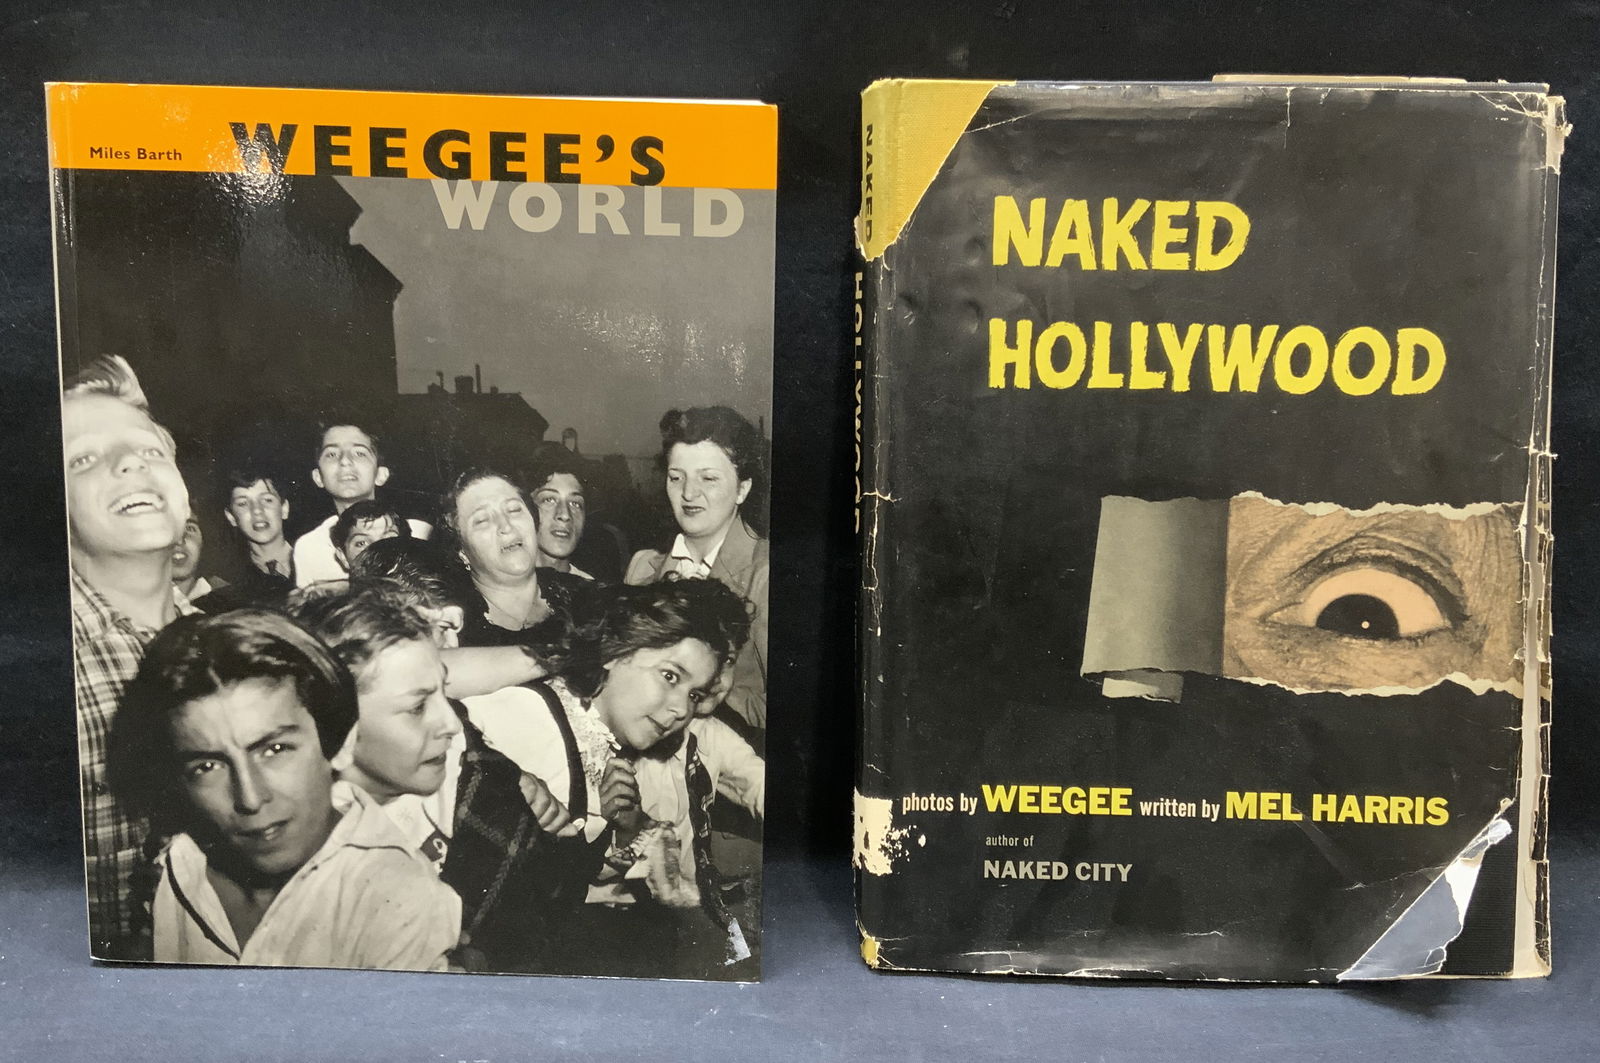 Miles Barth
WEEGEE'S
WORLD
NAKED
HOLLYWOOD
NAKED
HOLLYWOOD
photos by WEEGEE written by MEL HARRIS
author of
NAKED CITY